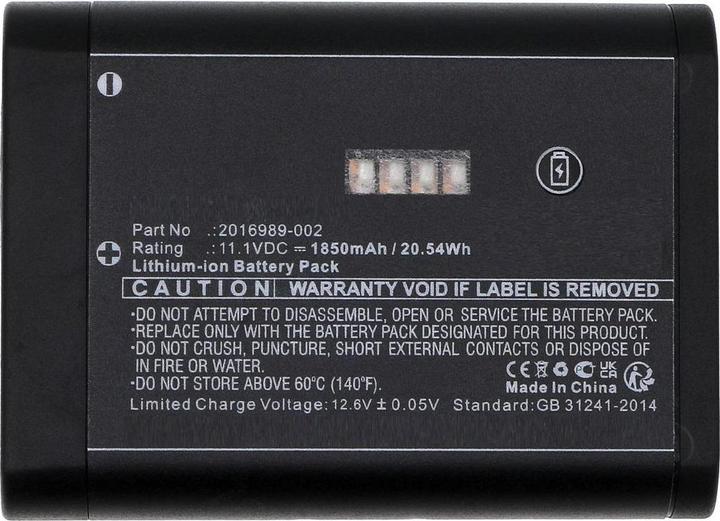 Part No .:2016989-002
Rating .:11.1VDC ⎓ 1850mAh / 20.54Wh
Lithium-ion Battery Pack
CAUTION WARRANTY VOID IF LABEL IS REMOVED
•DO NOT ATTEMPT TO DISASSEMBLE, OPEN OR SERVICE THE BATTERY PACK.
•REPLACE ONLY WITH THE BATTERY PACK DESIGNATED FOR THIS PRODUCT.
•DO NOT CRUSH, PUNCTURE, SHORT EXTERNAL CONTACTS OR DISPOSE OF
IN FIRE OR WATER.
•DO NOT STORE ABOVE 60°C (140°F).
CE UKCA
Made In China
Limited Charge Voltage: 12.6V ± 0.05V Standard:GB 31241-2014